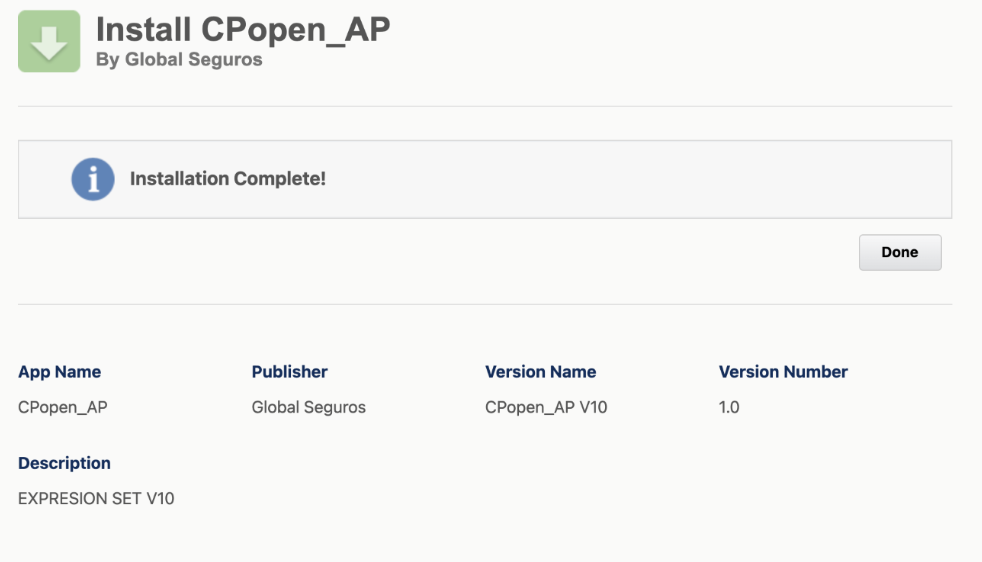 Install CPopen_AP
By Global Seguros
Installation Complete!
Done
App Name
Publisher
Version Name
Version Number
CPopen_AP
Global Seguros
CPopen_AP V10
1.0
Description
EXPRESION SET V10